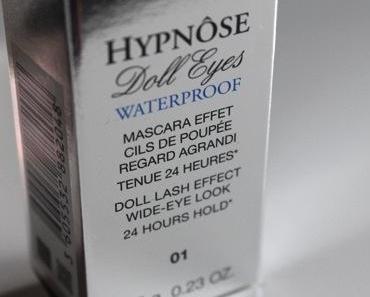 HYPNÔSE
Doll Eyes
WATERPROOF
MASCARA EFFET
CILS DE POUPÉE
REGARD AGRANDI
TENUE 24 HEURES*
DOLL LASH EFFECT
WIDE-EYE LOOK
24 HOURS HOLD*
01
0.23 OZ.